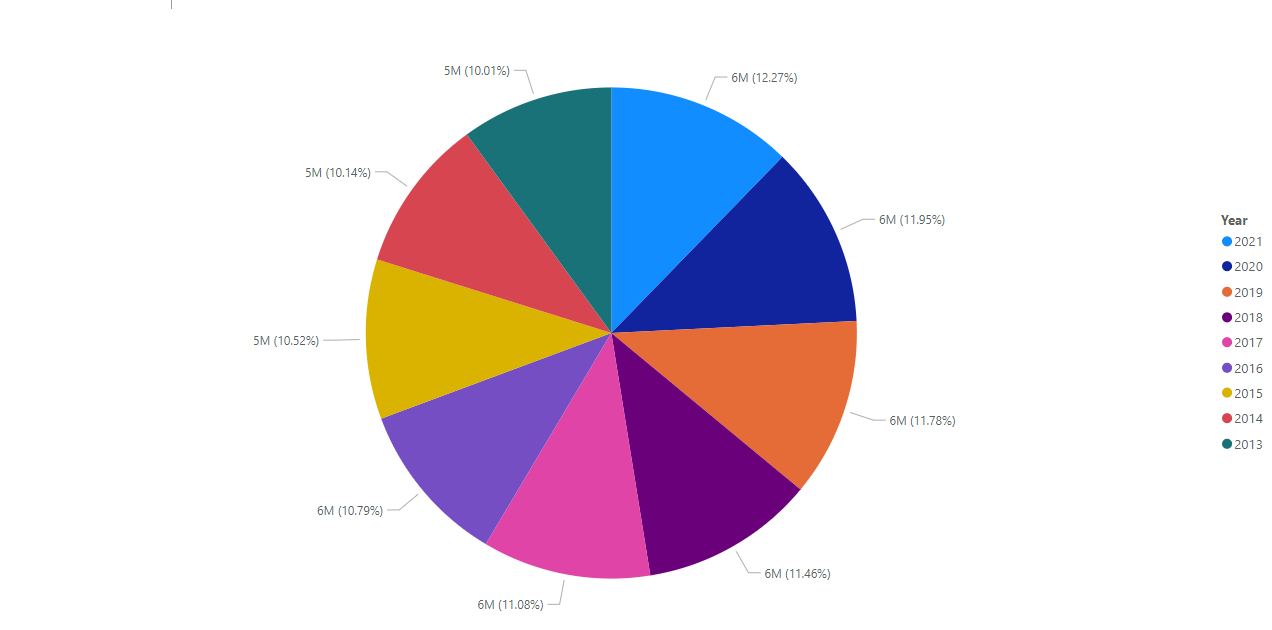 5M (10.01%)
6M (12.27%)
5M (10.14%)
6M (11.95%)
5M (10.52%)
6M (11.78%)
6M (10.79%)
6M (11.46%)
6M (11.08%)
Year
2021
2020
2019
2018
2017
2016
2015
2014
2013